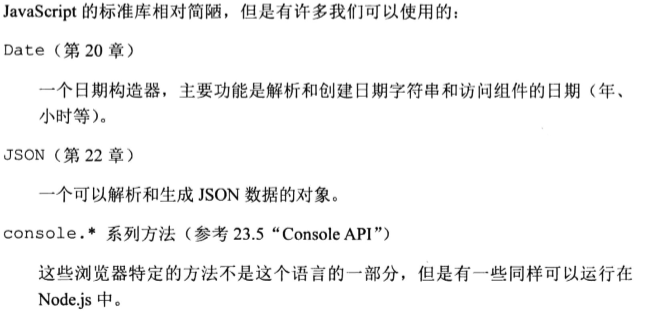 JavaScript 的标准库相对简陋，但是有许多我们可以使用的：
Date（第 20 章）
一个日期构造器，主要功能是解析和创建日期字符串和访问组件的日期（年、
小时等）。
JSON（第 22 章）
一个可以解析和生成 JSON 数据的对象。
console.* 系列方法（参考 23.5 “Console API”）
这些浏览器特定的方法不是这个语言的一部分，但是有一些同样可以运行在
Node.js 中。